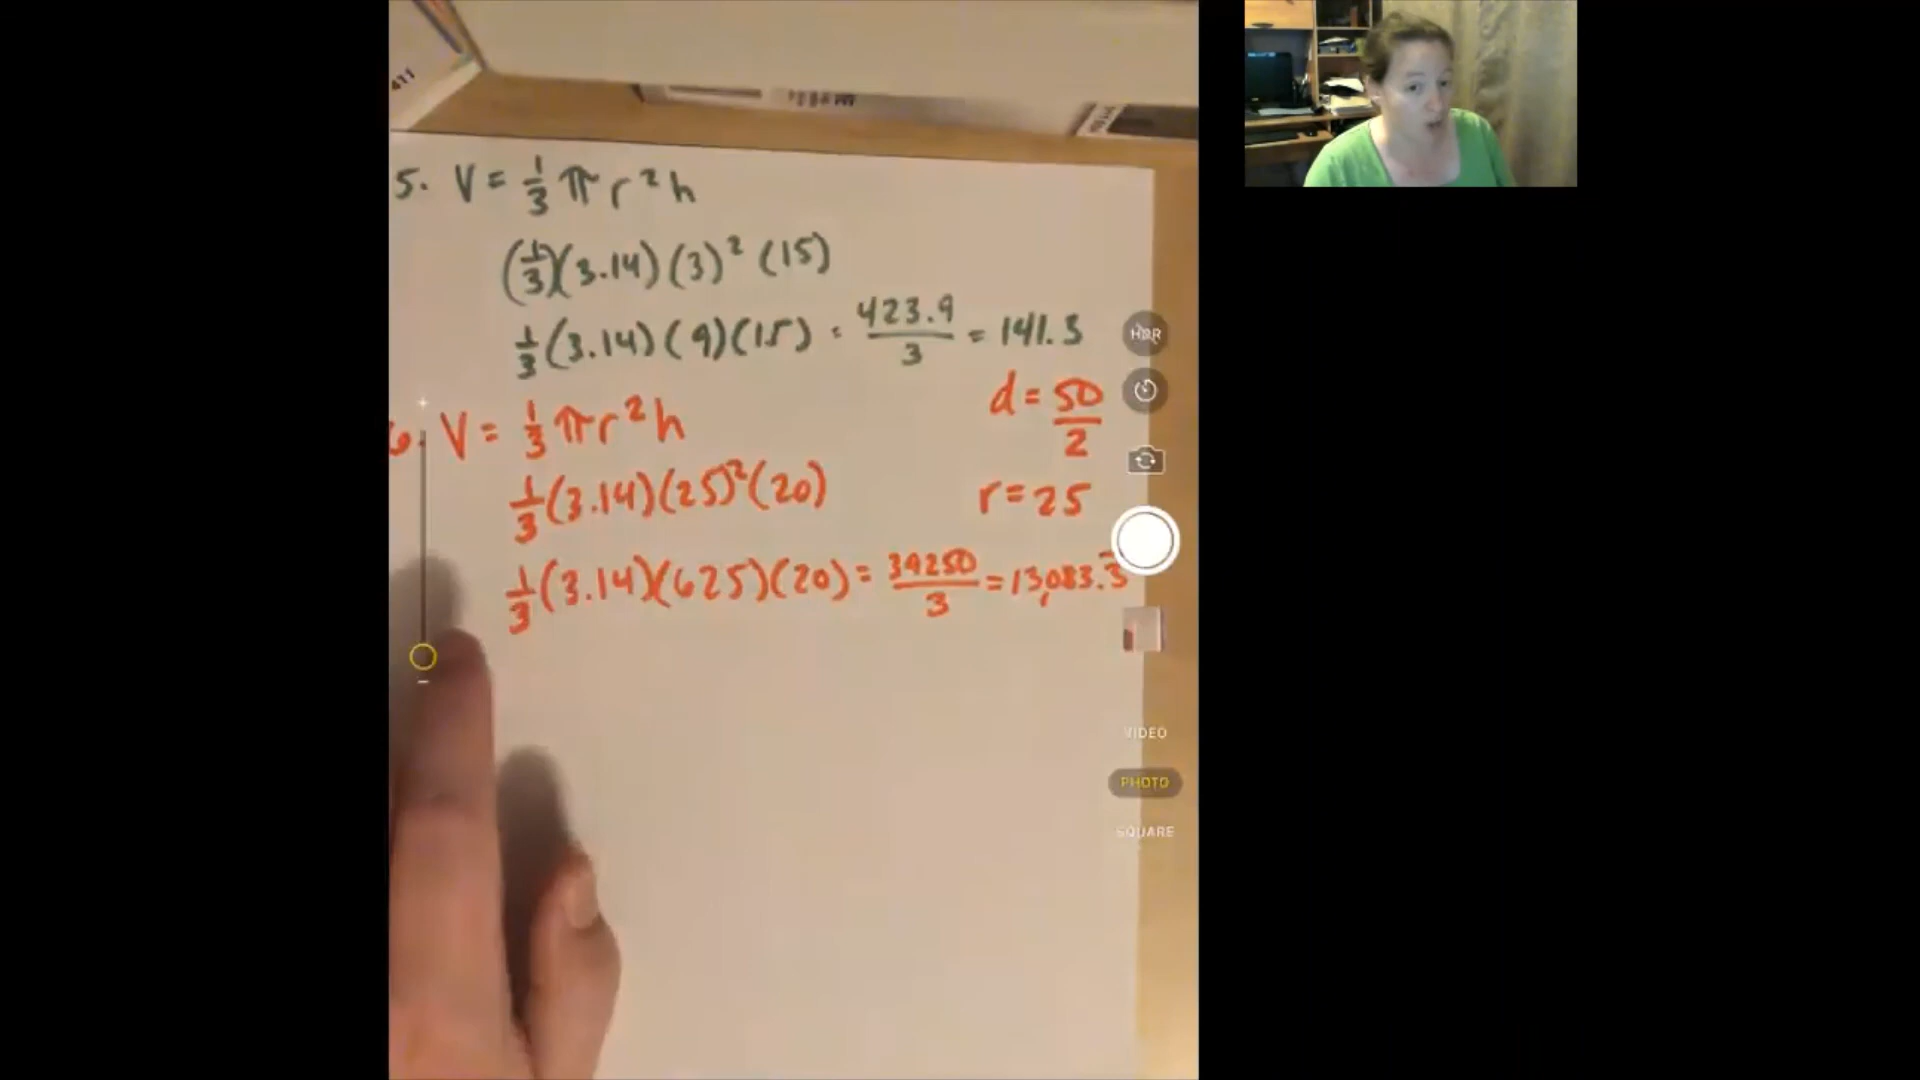 411
5. V = 1/3 π r² h
(1/3)(3.14)(3)² (15)
1/3 (3.14)(9)(15) = 423.9/3 = 141.3
HDR
d = 50/2
6. V = 1/3 π r² h
1/3 (3.14)(25)² (20)
r = 25
1/3 (3.14)(625)(20) = 39250/3 = 13,083.3̅
VIDEO
PHOTO
SQUARE